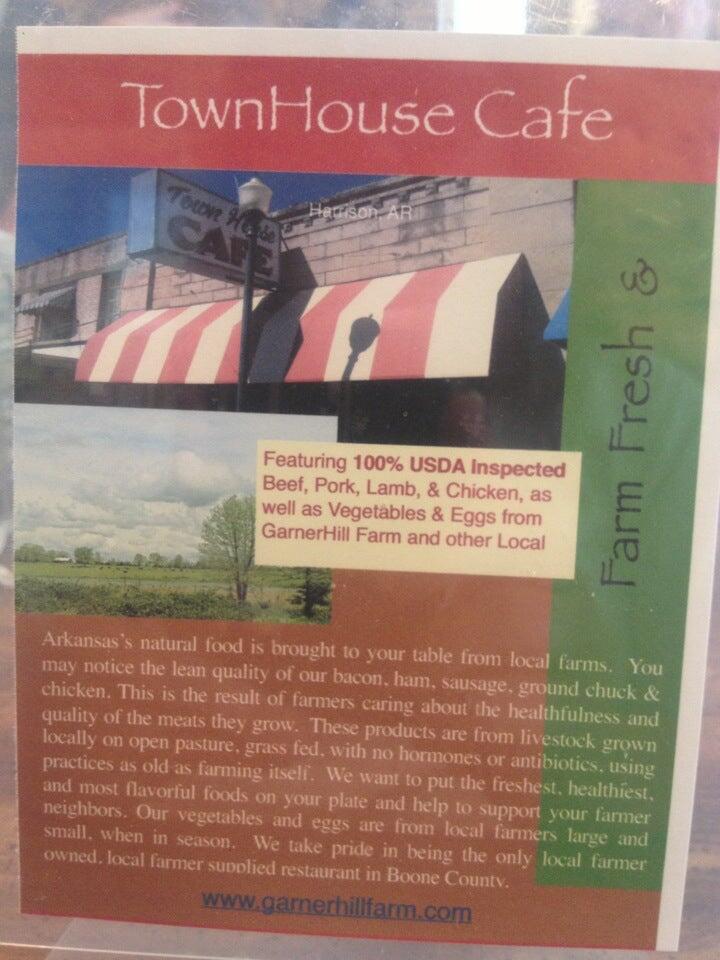 TownHouse Cafe
Town House
CAFE
Harrison, AR
Farm Fresh &
Featuring 100% USDA Inspected
Beef, Pork, Lamb, & Chicken, as
well as Vegetables & Eggs from
GarnerHill Farm and other Local
Arkansas's natural food is brought to your table from local farms. You
may notice the lean quality of our bacon, ham, sausage, ground chuck &
chicken. This is the result of farmers caring about the healthfulness and
quality of the meats they grow. These products are from livestock grown
locally on open pasture, grass fed, with no hormones or antibiotics, using
practices as old as farming itself. We want to put the freshest, healthiest,
and most flavorful foods on your plate and help to support your farmer
neighbors. Our vegetables and eggs are from local farmers large and
small, when in season. We take pride in being the only local farmer
owned, local farmer supplied restaurant in Boone County.
www.garnerhillfarm.com